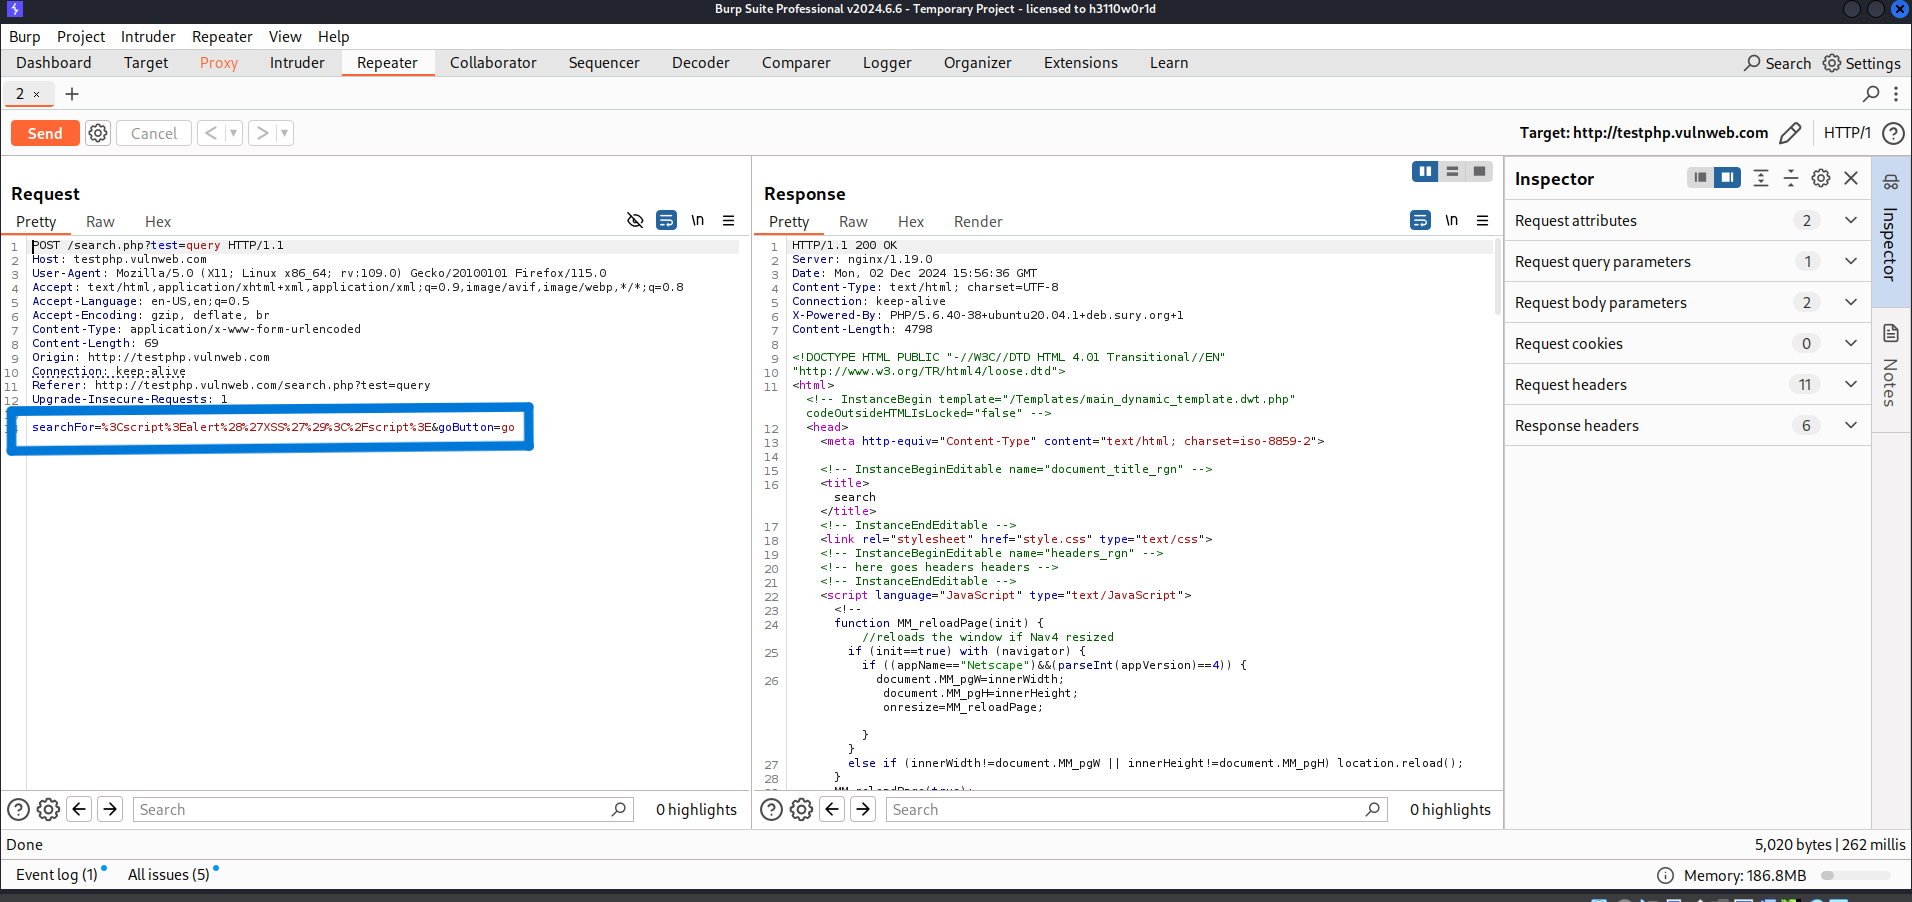 Burp Suite Professional v2024.6.6 - Temporary Project - licensed to h3110w0r1d
Burp Project Intruder Repeater View Help
Dashboard Target Proxy Intruder Repeater Collaborator Sequencer Decoder Comparer Logger Organizer Extensions Learn Search Settings
2 × +
Send Cancel < > Target: http://testphp.vulnweb.com HTTP/1
Request
Pretty Raw Hex \n
1 POST /search.php?test=query HTTP/1.1
2 Host: testphp.vulnweb.com
3 User-Agent: Mozilla/5.0 (X11; Linux x86_64; rv:109.0) Gecko/20100101 Firefox/115.0
4 Accept: text/html,application/xhtml+xml,application/xml;q=0.9,image/avif,image/webp,*/*;q=0.8
5 Accept-Language: en-US,en;q=0.5
6 Accept-Encoding: gzip, deflate, br
7 Content-Type: application/x-www-form-urlencoded
8 Content-Length: 69
9 Origin: http://testphp.vulnweb.com
10 Connection: keep-alive
11 Referer: http://testphp.vulnweb.com/search.php?test=query
12 Upgrade-Insecure-Requests: 1
searchFor=%3Cscript%3Ealert%28%27XSS%27%29%3C%2Fscript%3E&goButton=go
Search 0 highlights
Response
Pretty Raw Hex Render \n
1 HTTP/1.1 200 OK
2 Server: nginx/1.19.0
3 Date: Mon, 02 Dec 2024 15:56:36 GMT
4 Content-Type: text/html; charset=UTF-8
5 Connection: keep-alive
6 X-Powered-By: PHP/5.6.40-38+ubuntu20.04.1+deb.sury.org+1
7 Content-Length: 4798
8
9 <!DOCTYPE HTML PUBLIC "-//W3C//DTD HTML 4.01 Transitional//EN"
10 "http://www.w3.org/TR/html4/loose.dtd">
11 <html>
<!-- InstanceBegin template="/Templates/main_dynamic_template.dwt.php"
codeOutsideHTMLIsLocked="false" -->
12 <head>
13 <meta http-equiv="Content-Type" content="text/html; charset=iso-8859-2">
14
15 <!-- InstanceBeginEditable name="document_title_rgn" -->
16 <title>
search
</title>
17 <!-- InstanceEndEditable -->
18 <link rel="stylesheet" href="style.css" type="text/css">
19 <!-- InstanceBeginEditable name="headers_rgn" -->
20 <!-- here goes headers headers -->
21 <!-- InstanceEndEditable -->
22 <script language="JavaScript" type="text/JavaScript">
23 <!--
24 function MM_reloadPage(init) {
//reloads the window if Nav4 resized
25 if (init==true) with (navigator) {
if ((appName=="Netscape")&&(parseInt(appVersion)==4)) {
26 document.MM_pgW=innerWidth;
document.MM_pgH=innerHeight;
onresize=MM_reloadPage;
}
}
27 else if (innerWidth!=document.MM_pgW || innerHeight!=document.MM_pgH) location.reload();
28 }
MM_reloadPage(true);
Search 0 highlights
Inspector
Request attributes 2
Request query parameters 1
Request body parameters 2
Request cookies 0
Request headers 11
Response headers 6
Inspector
Notes
Done 5,020 bytes | 262 millis
Event log (1) All issues (5) Memory: 186.8MB